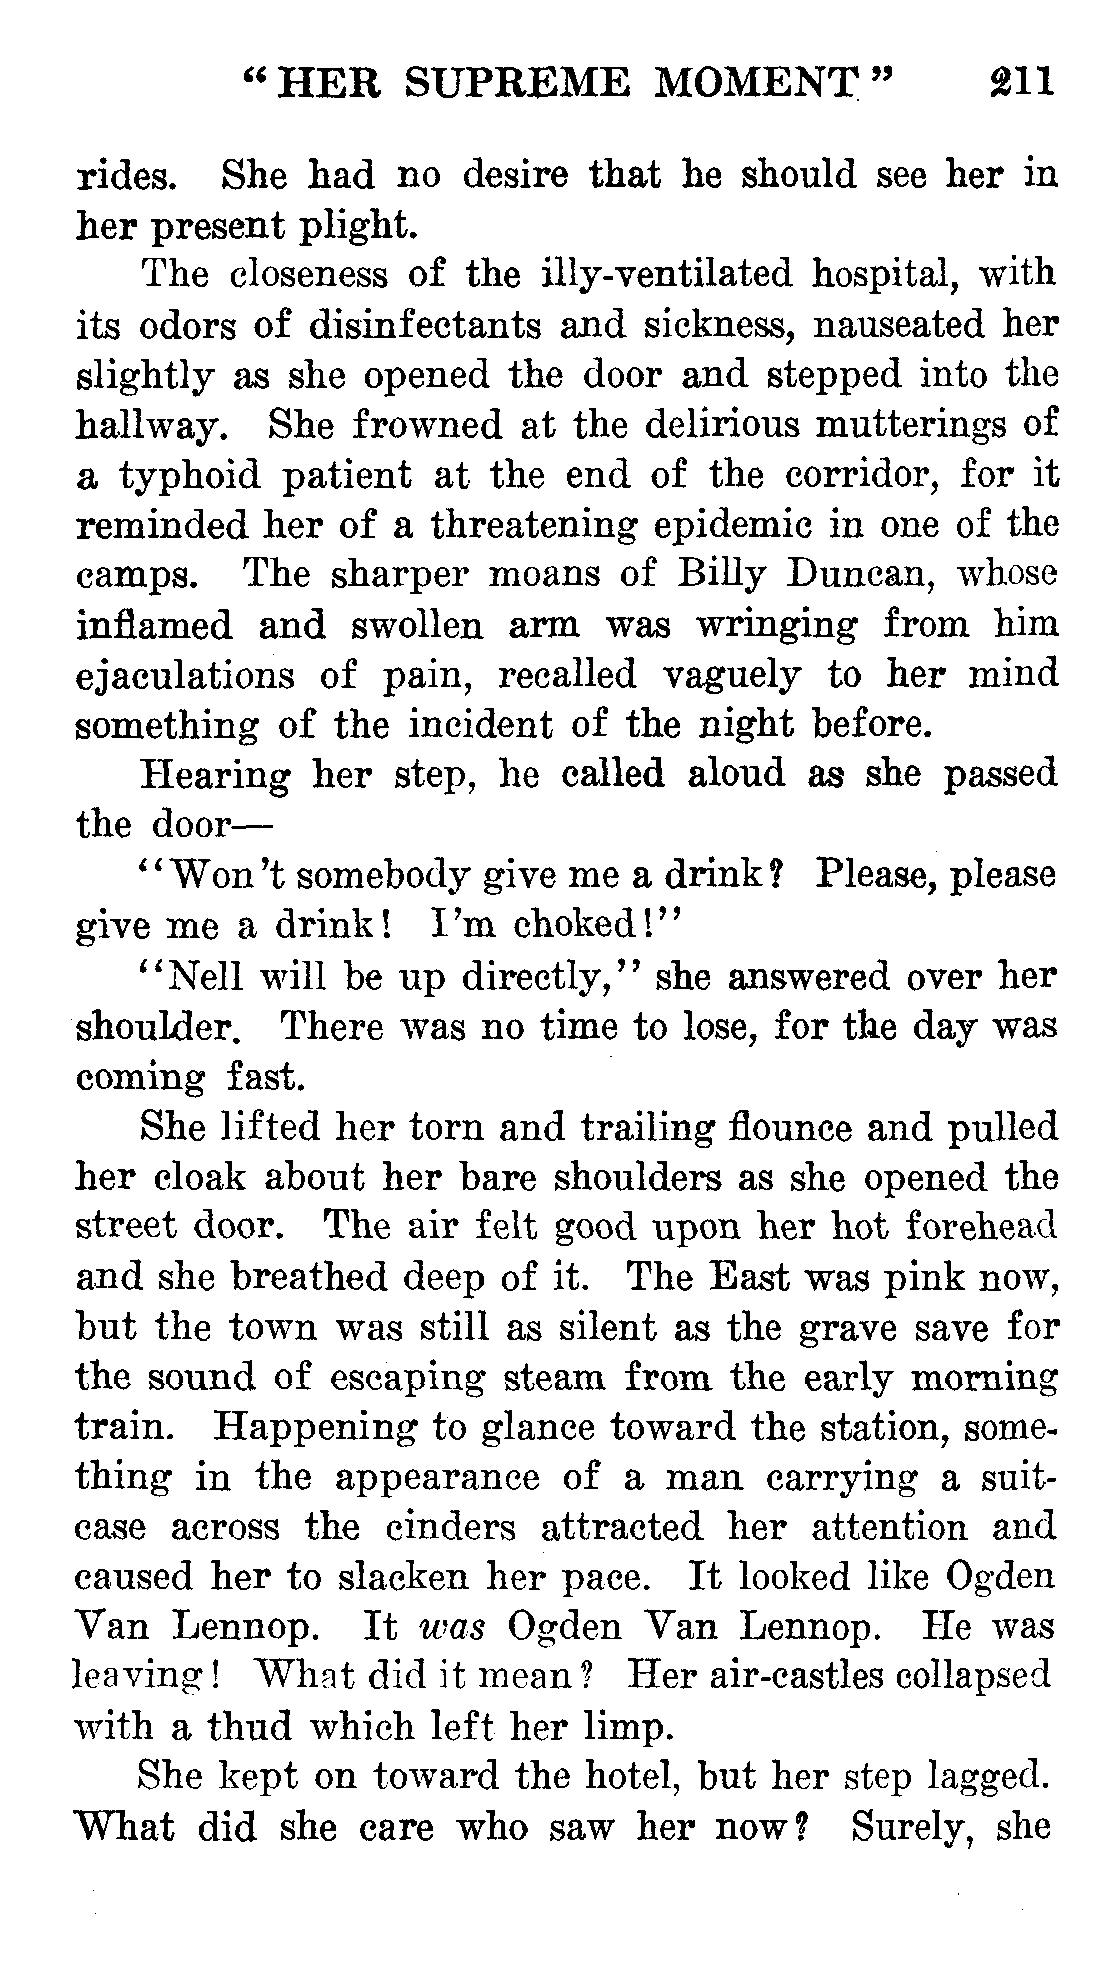 “HER SUPREME MOMENT” 211
rides. She had no desire that he should see her in
her present plight.
The closeness of the illy-ventilated hospital, with
its odors of disinfectants and sickness, nauseated her
slightly as she opened the door and stepped into the
hallway. She frowned at the delirious mutterings of
a typhoid patient at the end of the corridor, for it
reminded her of a threatening epidemic in one of the
camps. The sharper moans of Billy Duncan, whose
inflamed and swollen arm was wringing from him
ejaculations of pain, recalled vaguely to her mind
something of the incident of the night before.
Hearing her step, he called aloud as she passed
the door—
“Won’t somebody give me a drink? Please, please
give me a drink! I’m choked!”
“Nell will be up directly,” she answered over her
shoulder. There was no time to lose, for the day was
coming fast.
She lifted her torn and trailing flounce and pulled
her cloak about her bare shoulders as she opened the
street door. The air felt good upon her hot forehead
and she breathed deep of it. The East was pink now,
but the town was still as silent as the grave save for
the sound of escaping steam from the early morning
train. Happening to glance toward the station, some-
thing in the appearance of a man carrying a suit-
case across the cinders attracted her attention and
caused her to slacken her pace. It looked like Ogden
Van Lennop. It was Ogden Van Lennop. He was
leaving! What did it mean? Her air-castles collapsed
with a thud which left her limp.
She kept on toward the hotel, but her step lagged.
What did she care who saw her now? Surely, she